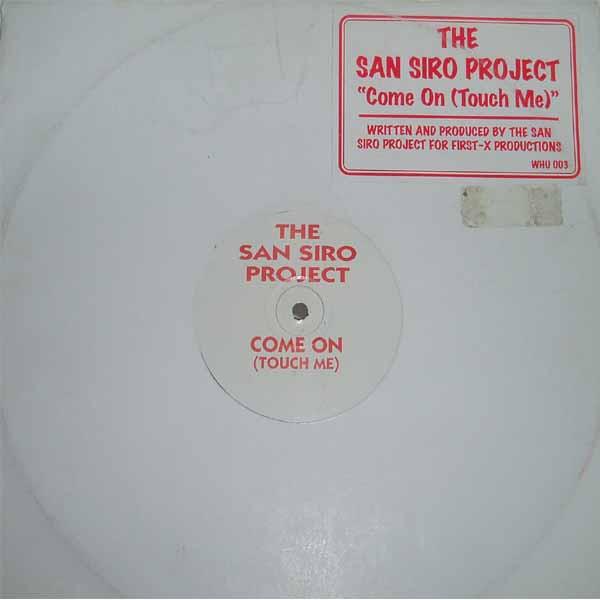 THE
SAN SIRO PROJECT
“Come On (Touch Me)”
WRITTEN AND PRODUCED BY THE SAN
SIRO PROJECT FOR FIRST-X PRODUCTIONS
WHU 003
THE
SAN SIRO
PROJECT
COME ON
(TOUCH ME)